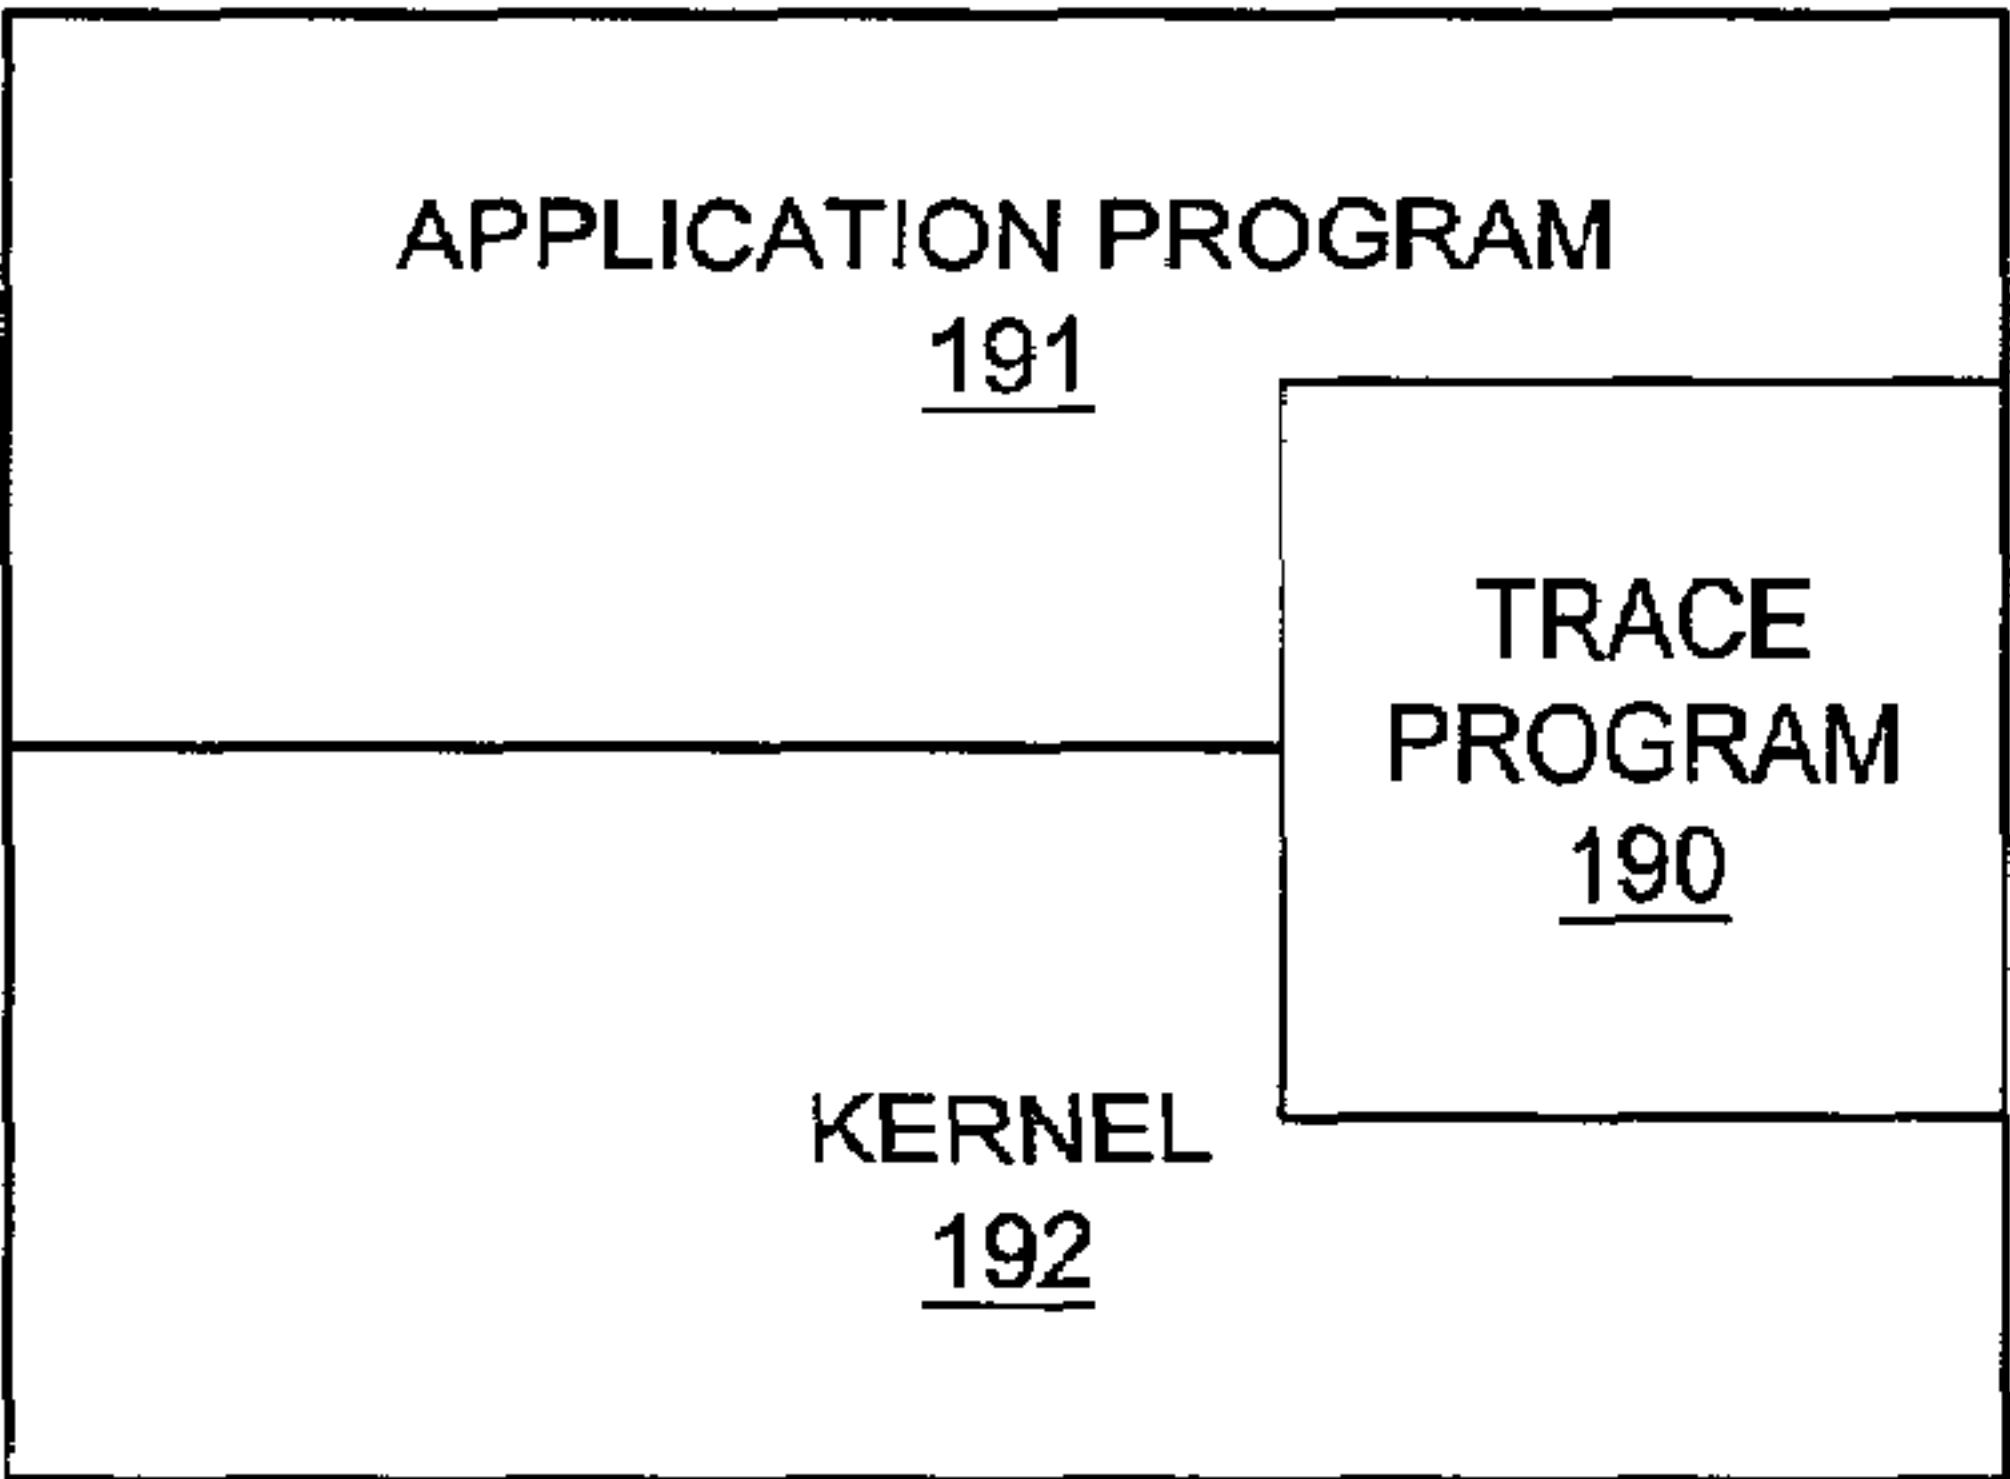 APPLICATION PROGRAM
191
TRACE
PROGRAM
190
KERNEL
192